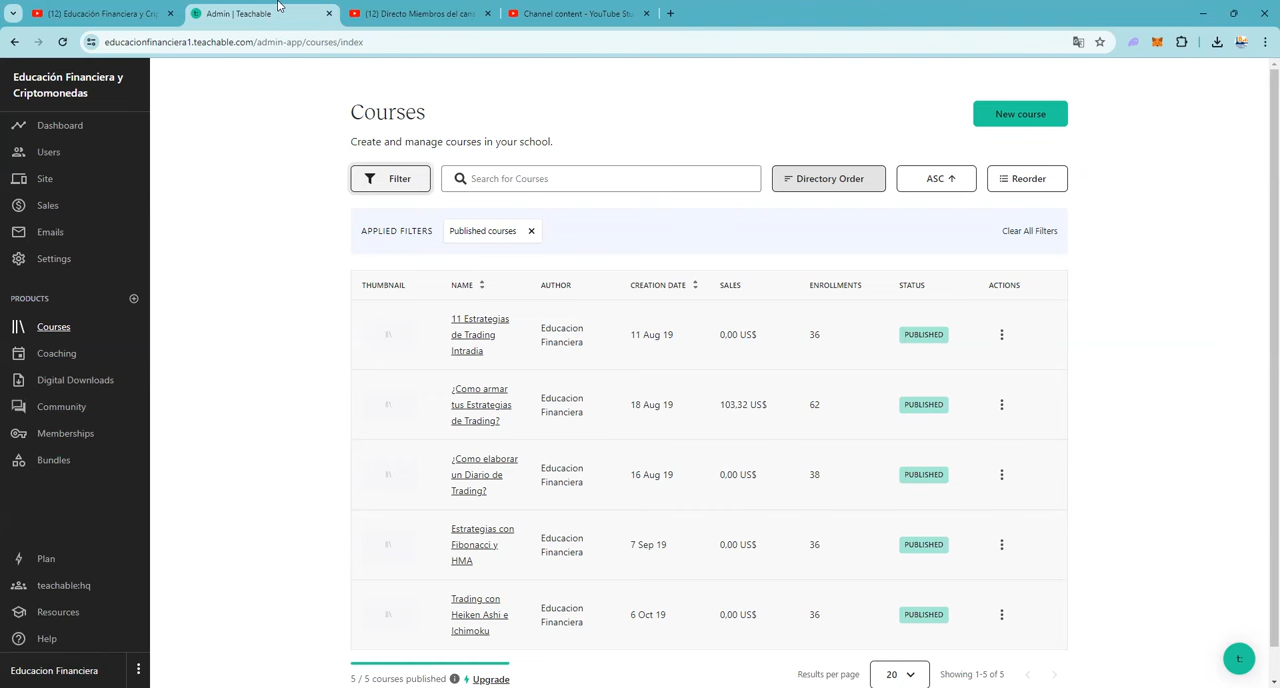 (12) Educación Financiera y Crip
Admin | Teachable
(12) Directo Miembros del cana
Channel content - YouTube Stu
educacionfinanciera1.teachable.com/admin-app/courses/index
Educación Financiera y
Criptomonedas
Dashboard
Users
Site
Sales
Emails
Settings
PRODUCTS
Courses
Coaching
Digital Downloads
Community
Memberships
Bundles
Plan
teachable:hq
Resources
Help
Educacion Financiera
Courses
New course
Create and manage courses in your school.
Filter
Search for Courses
Directory Order
ASC ↑
Reorder
APPLIED FILTERS
Published courses ×
Clear All Filters
THUMBNAIL NAME AUTHOR CREATION DATE SALES ENROLLMENTS STATUS ACTIONS
11 Estrategias
de Trading
Intradia
Educacion
Financiera
11 Aug 19
0,00 US$
36
PUBLISHED
¿Como armar
tus Estrategias
de Trading?
Educacion
Financiera
18 Aug 19
103,32 US$
62
PUBLISHED
¿Como elaborar
un Diario de
Trading?
Educacion
Financiera
16 Aug 19
0,00 US$
38
PUBLISHED
Estrategias con
Fibonacci y
HMA
Educacion
Financiera
7 Sep 19
0,00 US$
36
PUBLISHED
Trading con
Heiken Ashi e
Ichimoku
Educacion
Financiera
6 Oct 19
0,00 US$
36
PUBLISHED
5 / 5 courses published
Upgrade
Results per page
20
Showing 1-5 of 5
t: